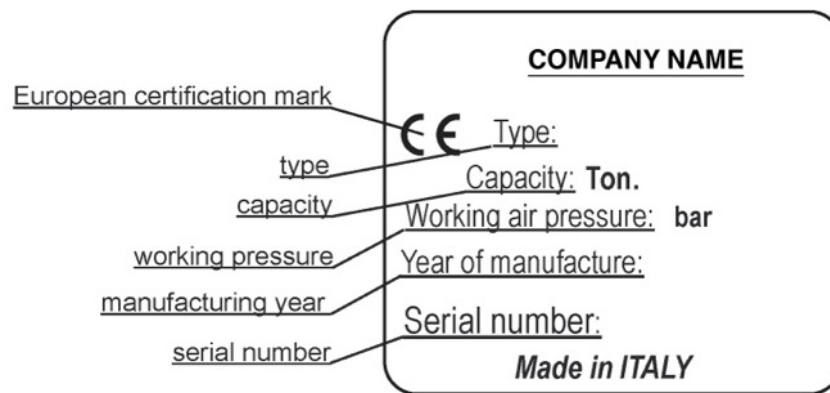 COMPANY NAME
European certification mark
CE Type:
type
Capacity: Ton.
capacity
Working air pressure: bar
working pressure
Year of manufacture:
manufacturing year
Serial number:
serial number
Made in ITALY